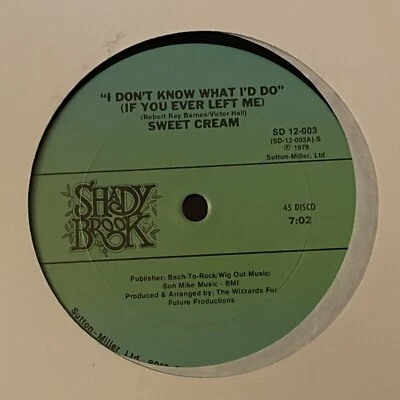 "I DON'T KNOW WHAT I'D DO"
(IF YOU EVER LEFT ME)
(Robert Ray Barnes/Victor Hall)
SWEET CREAM
SD 12-003
(SD-12-003A)-S
Ⓟ 1978
Sutton-Miller, Ltd.
SHADY
BROOK
45 DISCO
7:02
Publisher: Bach-To-Rock/Wig Out Music/
Son Mike Music - BMI
Produced & Arranged by: The Wizzards For
Future Productions
Sutton-Miller, Ltd.